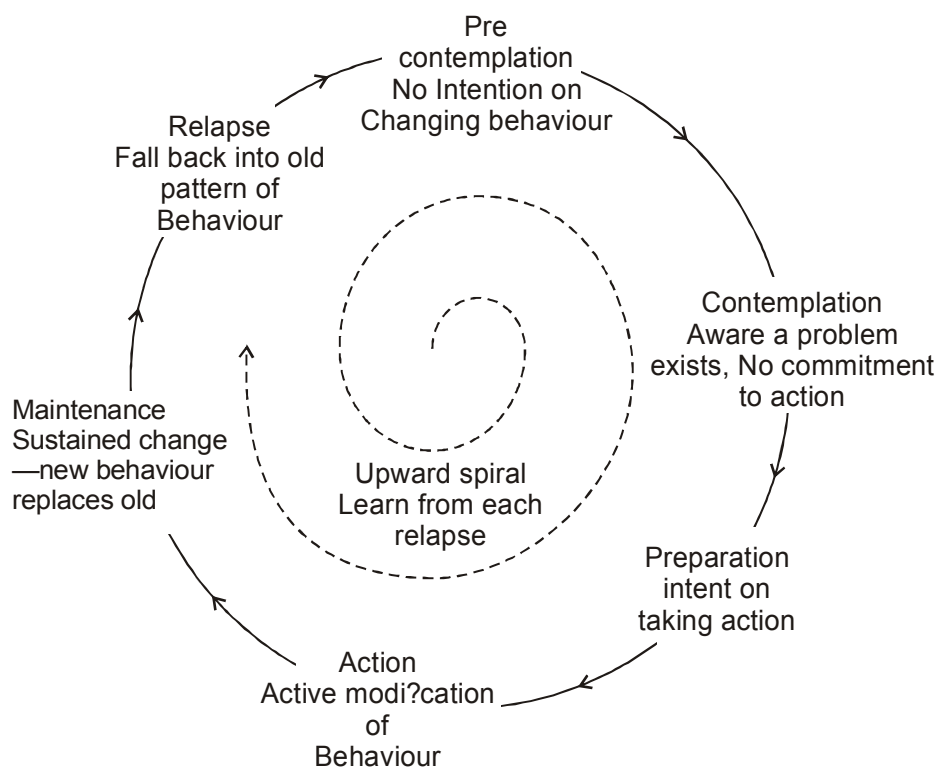 Pre
contemplation
No Intention on
Changing behaviour
Contemplation
Aware a problem
exists, No commitment
to action
Preparation
intent on
taking action
Action
Active modi?cation
of
Behaviour
Maintenance
Sustained change
—new behaviour
replaces old
Relapse
Fall back into old
pattern of
Behaviour
Upward spiral
Learn from each
relapse